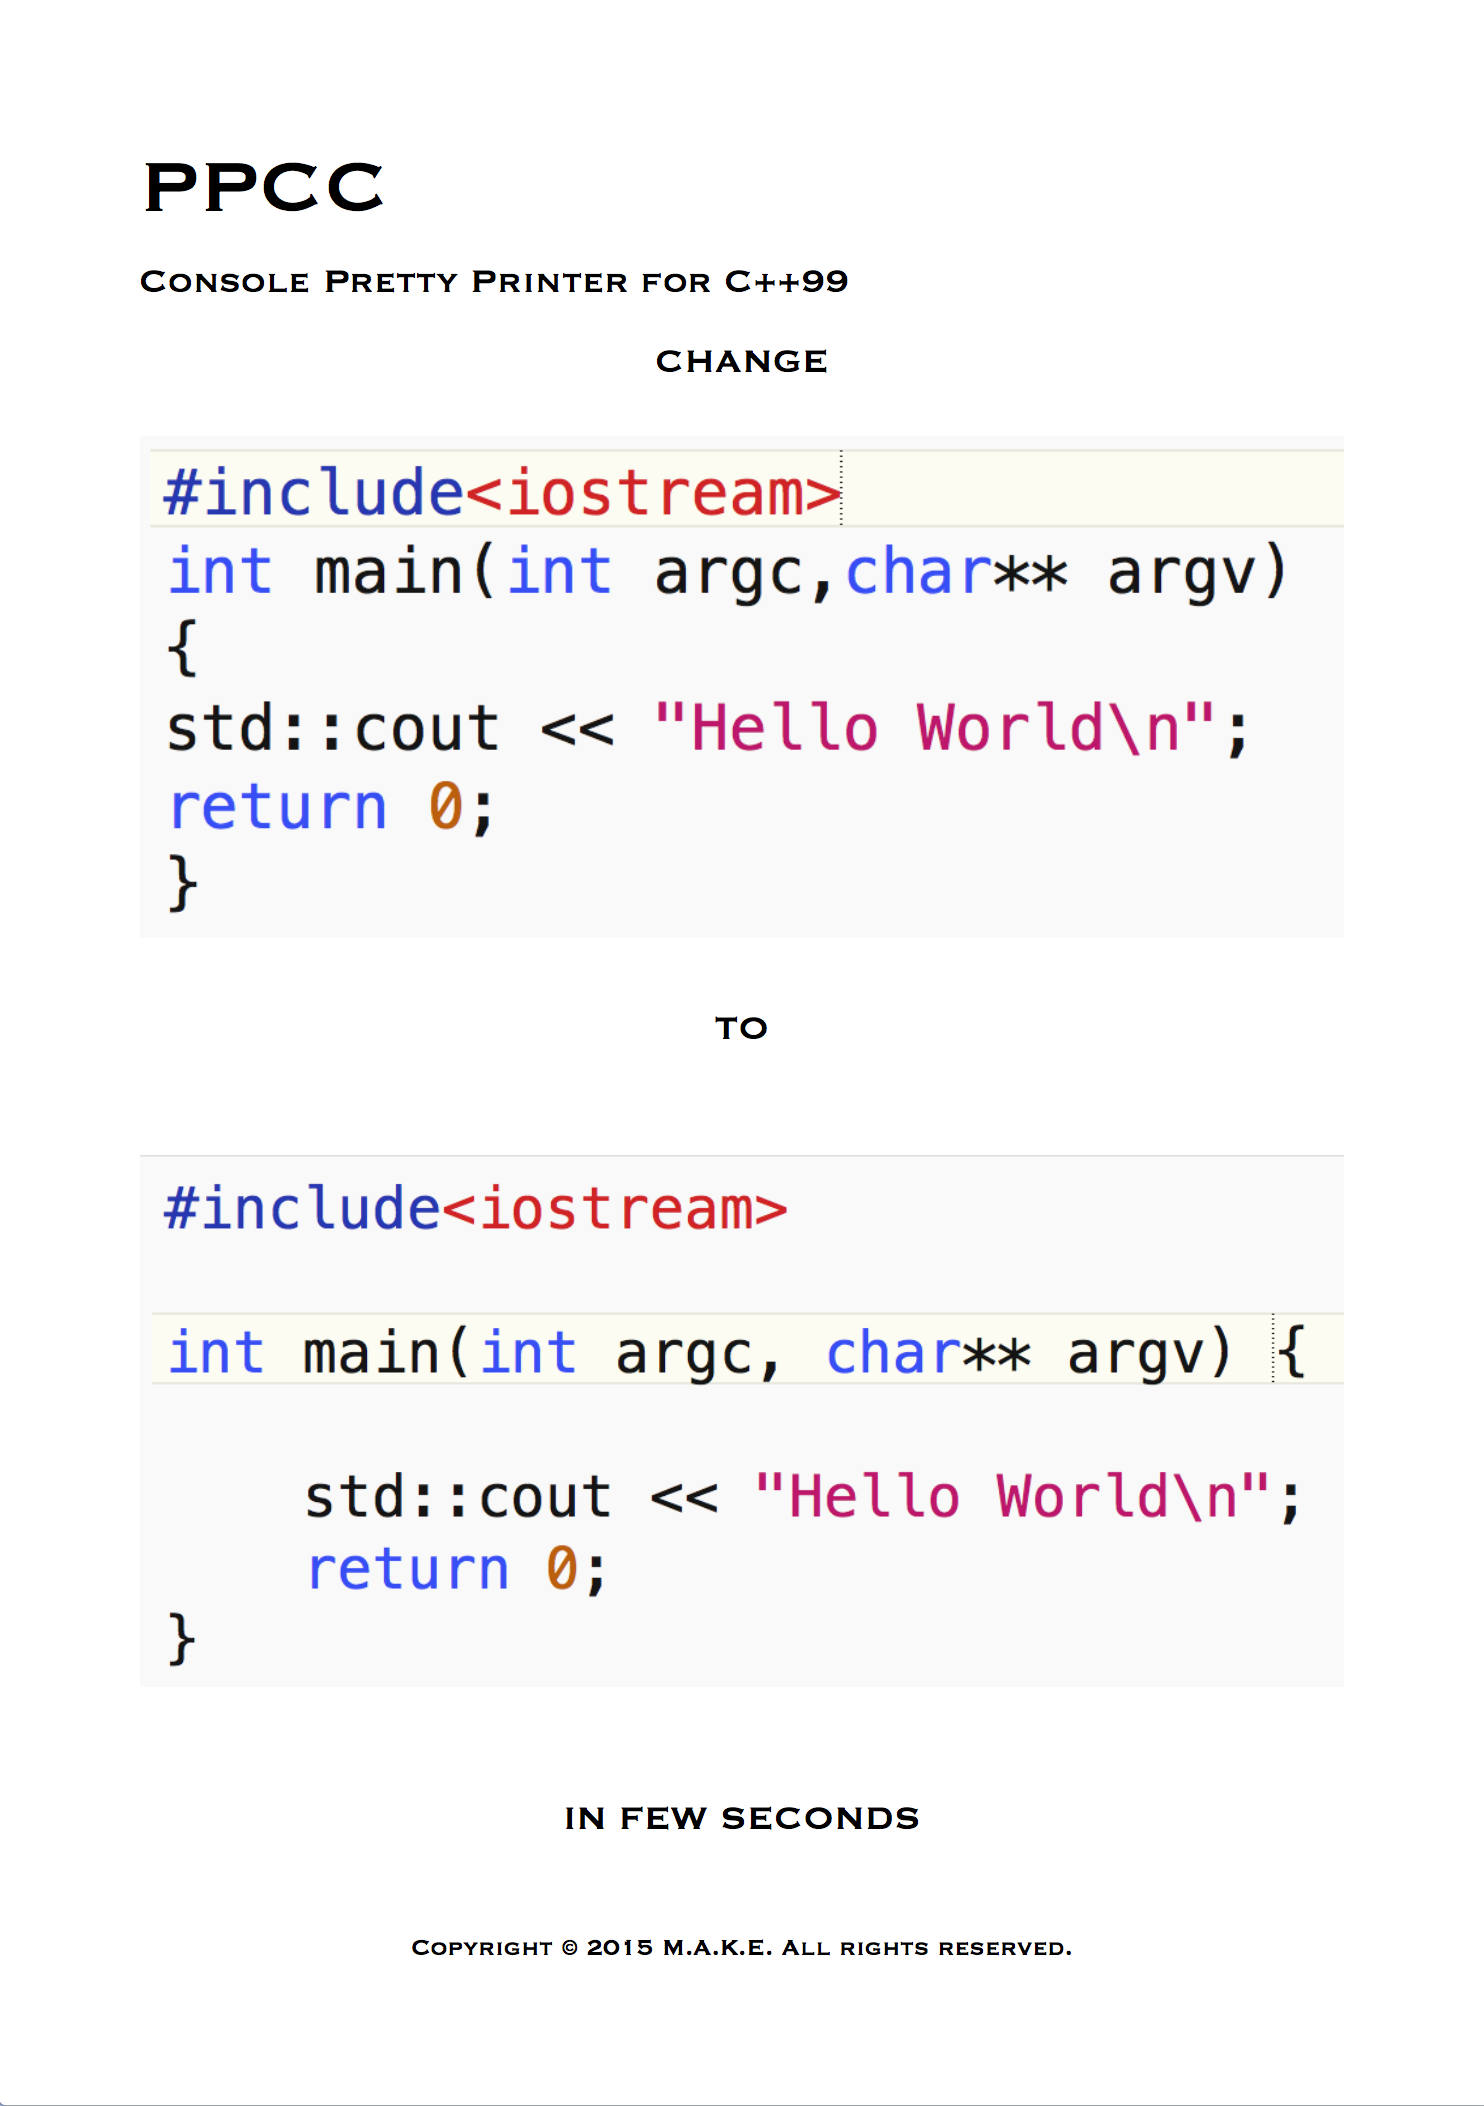 PPCC
Console Pretty Printer for C++99
CHANGE
#include<iostream>
int main(int argc,char** argv)
{
std::cout << "Hello World\n";
return 0;
}
TO
#include<iostream>
int main(int argc, char** argv) {
std::cout << "Hello World\n";
return 0;
}
IN FEW SECONDS
Copyright © 2015 M.A.K.E. All rights reserved.